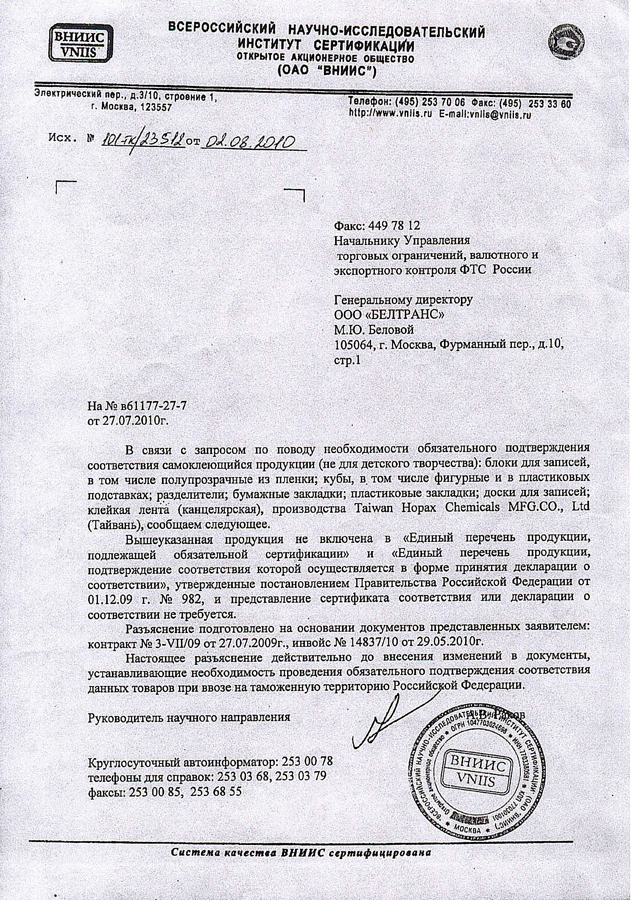 ВНИИС
VNIIS
ВСЕРОССИЙСКИЙ НАУЧНО-ИССЛЕДОВАТЕЛЬСКИЙ
ИНСТИТУТ СЕРТИФИКАЦИИ
ОТКРЫТОЕ АКЦИОНЕРНОЕ ОБЩЕСТВО
(ОАО "ВНИИС")
Электрический пер., д.3/10, строение 1,
г. Москва, 123557
Телефон: (495) 253 70 06 Факс: (495) 253 33 60
http://www.vniis.ru E-mail:vniis@vniis.ru
Исх. № 101-ТК/23512 от 02.08.2010
Факс: 449 78 12
Начальнику Управления
торговых ограничений, валютного и
экспортного контроля ФТС России
Генеральному директору
ООО «БЕЛТРАНС»
М.Ю. Беловой
105064, г. Москва, Фурманный пер., д.10,
стр.1
На № в61177-27-7
от 27.07.2010г.
В связи с запросом по поводу необходимости обязательного подтверждения
соответствия самоклеющийся продукции (не для детского творчества): блоки для записей,
в том числе полупрозрачные из пленки; кубы, в том числе фигурные и в пластиковых
подставках; разделители; бумажные закладки; пластиковые закладки; доски для записей;
клейкая лента (канцелярская), производства Taiwan Hopax Chemicals MFG.CO., Ltd
(Тайвань), сообщаем следующее.
Вышеуказанная продукция не включена в «Единый перечень продукции,
подлежащей обязательной сертификации» и «Единый перечень продукции,
подтверждение соответствия которой осуществляется в форме принятия декларации о
соответствии», утвержденные постановлением Правительства Российской Федерации от
01.12.09 г. № 982, и представление сертификата соответствия или декларации о
соответствии не требуется.
Разъяснение подготовлено на основании документов представленных заявителем:
контракт № 3-VII/09 от 27.07.2009г., инвойс № 14837/10 от 29.05.2010г.
Настоящее разъяснение действительно до внесения изменений в документы,
устанавливающие необходимость проведения обязательного подтверждения соответствия
данных товаров при ввозе на таможенную территорию Российской Федерации.
Руководитель научного направления
А.В.
ВНИИС
VNIIS
МОСКВА
Круглосуточный автоинформатор: 253 00 78
телефоны для справок: 253 03 68, 253 03 79
факсы: 253 00 85, 253 68 55
Система качества ВНИИС сертифицирована